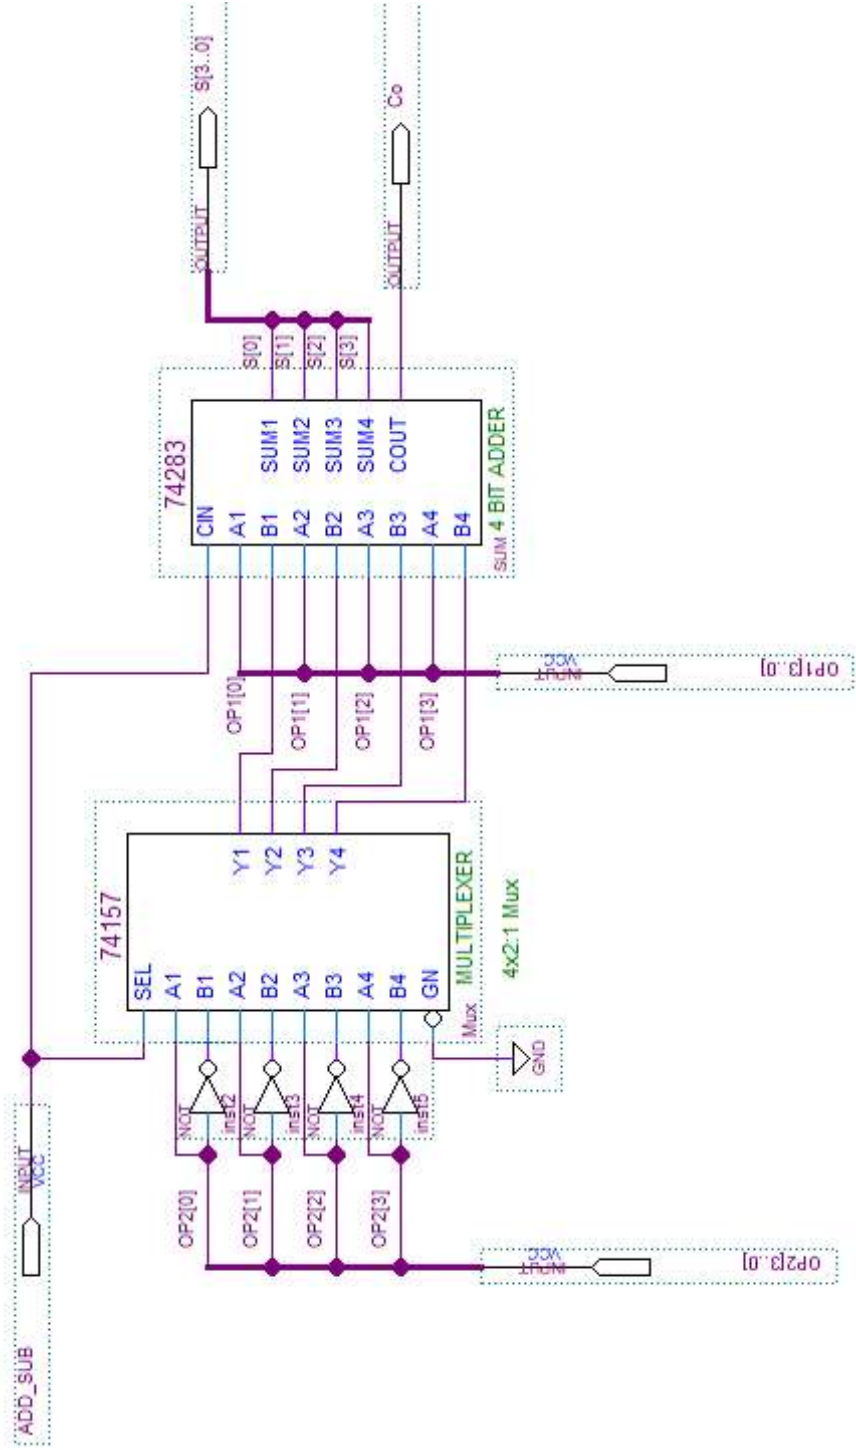 ADD_SUB
INPUT
VCC
OP2[3..0]
INPUT
VCC
OP2[0]
OP2[1]
OP2[2]
OP2[3]
NOT
inst2
NOT
inst3
NOT
inst4
NOT
inst5
GND
74157
SEL
A1
B1
A2
B2
A3
B3
A4
B4
GN
Y1
Y2
Y3
Y4
Mux
MULTIPLEXER
4x2:1 Mux
OP1[0]
OP1[1]
OP1[2]
OP1[3]
OP1[3..0]
INPUT
VCC
74283
CIN
A1
B1
A2
B2
A3
B3
A4
B4
SUM1
SUM2
SUM3
SUM4
COUT
SUM
4 BIT ADDER
S[0]
S[1]
S[2]
S[3]
OUTPUT
S[3..0]
OUTPUT
Co